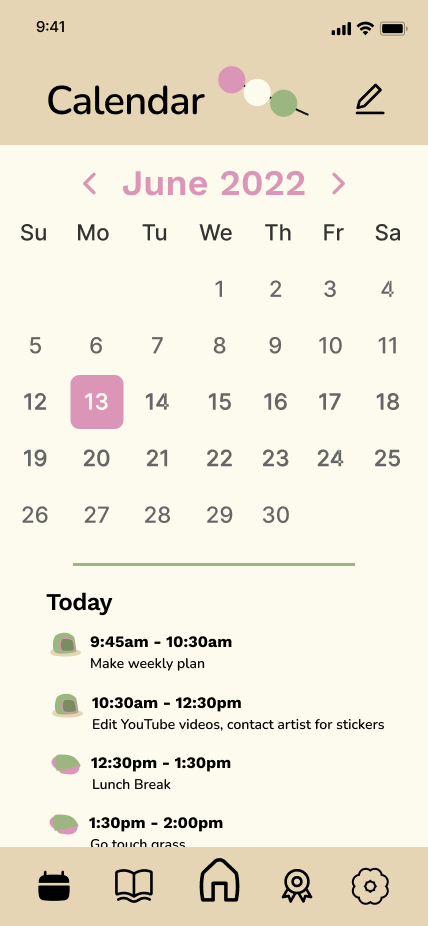 9:41
Calendar
June 2022
Su Mo Tu We Th Fr Sa
1 2 3 4
5 6 7 8 9 10 11
12 13 14 15 16 17 18
19 20 21 22 23 24 25
26 27 28 29 30
Today
9:45am - 10:30am
Make weekly plan
10:30am - 12:30pm
Edit YouTube videos, contact artist for stickers
12:30pm - 1:30pm
Lunch Break
1:30pm - 2:00pm
Go touch grass